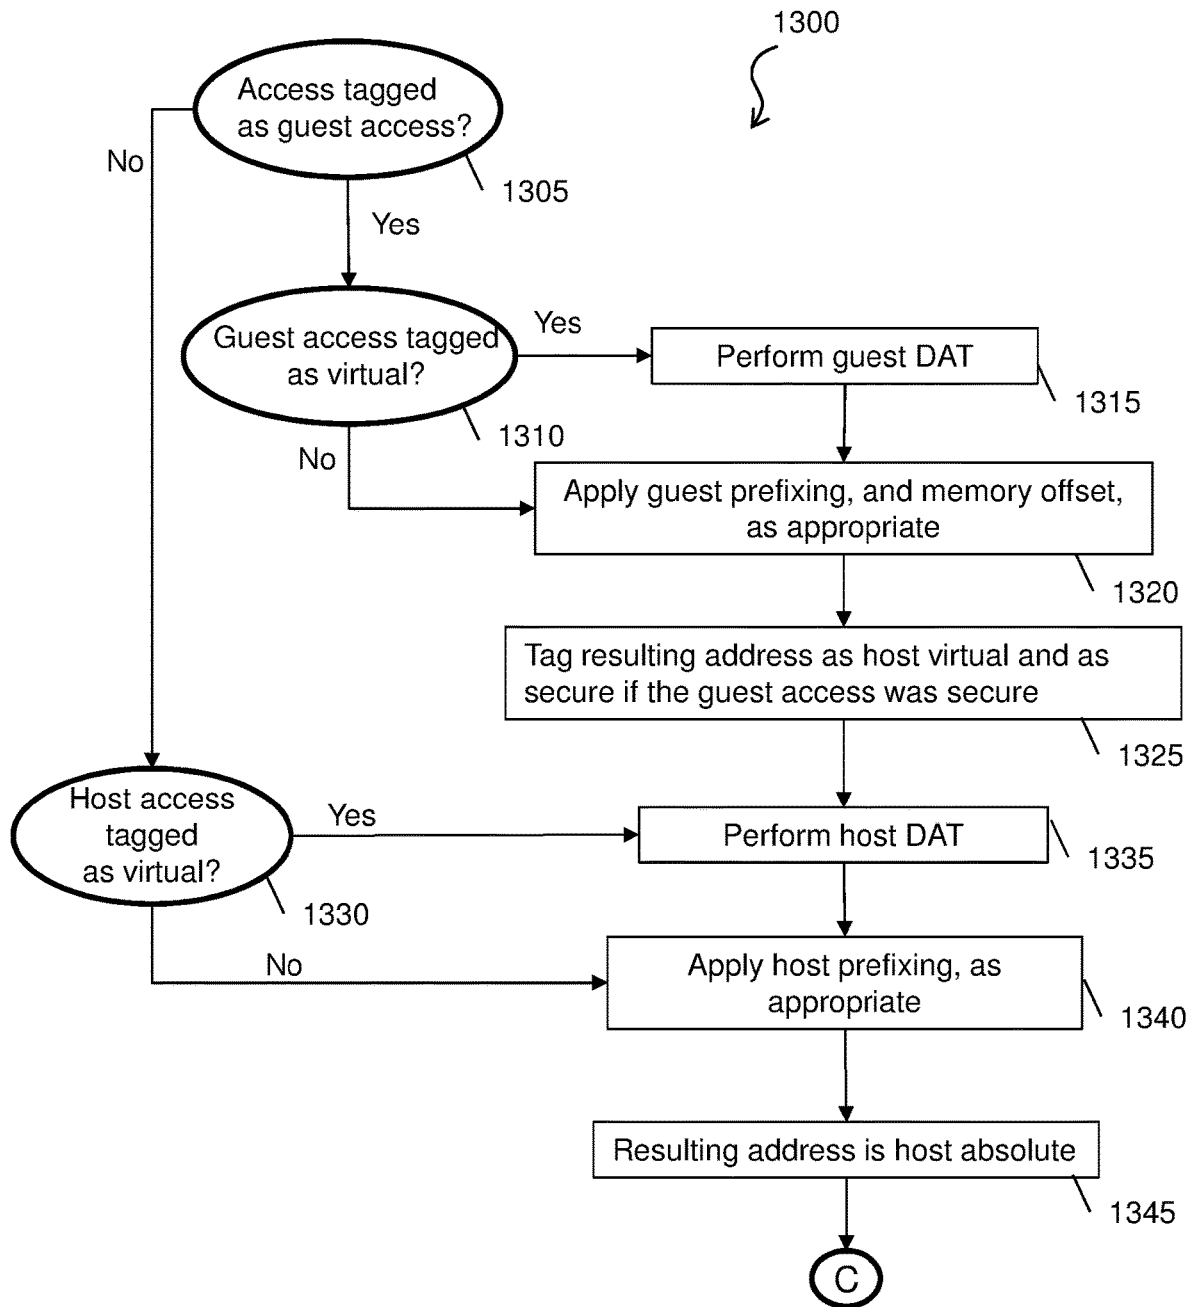 1300
Access tagged
as guest access?
No
1305
Yes
Guest access tagged
as virtual?
Yes
Perform guest DAT
1315
1310
No
Apply guest prefixing, and memory offset,
as appropriate
1320
Tag resulting address as host virtual and as
secure if the guest access was secure
1325
Host access
tagged
as virtual?
Yes
Perform host DAT
1335
1330
No
Apply host prefixing, as
appropriate
1340
Resulting address is host absolute
1345
C